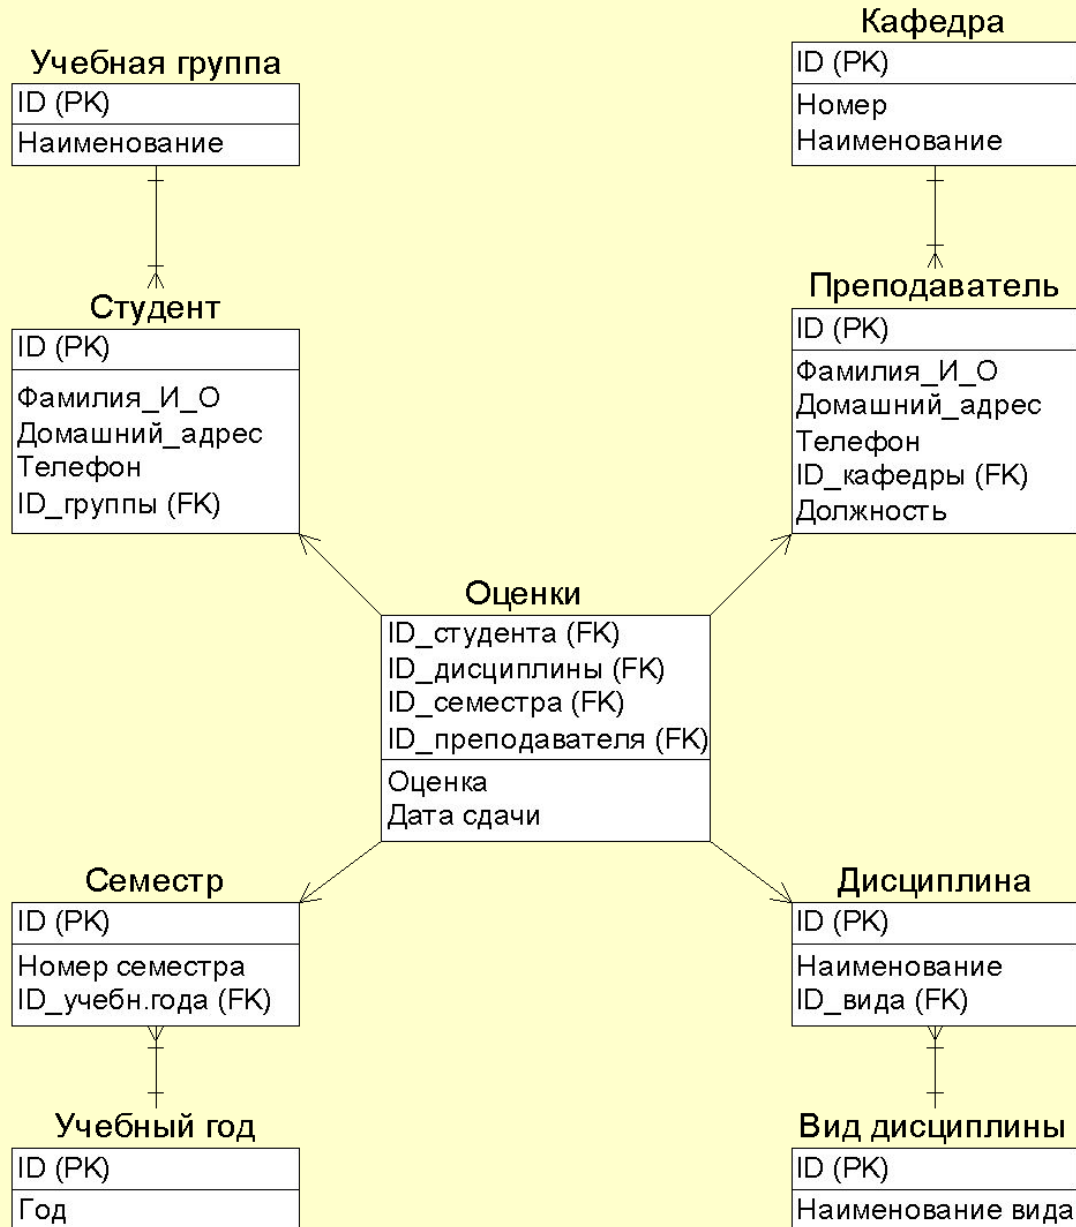 Учебная группа
ID (PK)
Наименование
Кафедра
ID (PK)
Номер
Наименование
Студент
ID (PK)
Фамилия_И_О
Домашний_адрес
Телефон
ID_группы (FK)
Преподаватель
ID (PK)
Фамилия_И_О
Домашний_адрес
Телефон
ID_кафедры (FK)
Должность
Оценки
ID_студента (FK)
ID_дисциплины (FK)
ID_семестра (FK)
ID_преподавателя (FK)
Оценка
Дата сдачи
Семестр
ID (PK)
Номер семестра
ID_учебн.года (FK)
Дисциплина
ID (PK)
Наименование
ID_вида (FK)
Учебный год
ID (PK)
Год
Вид дисциплины
ID (PK)
Наименование вида